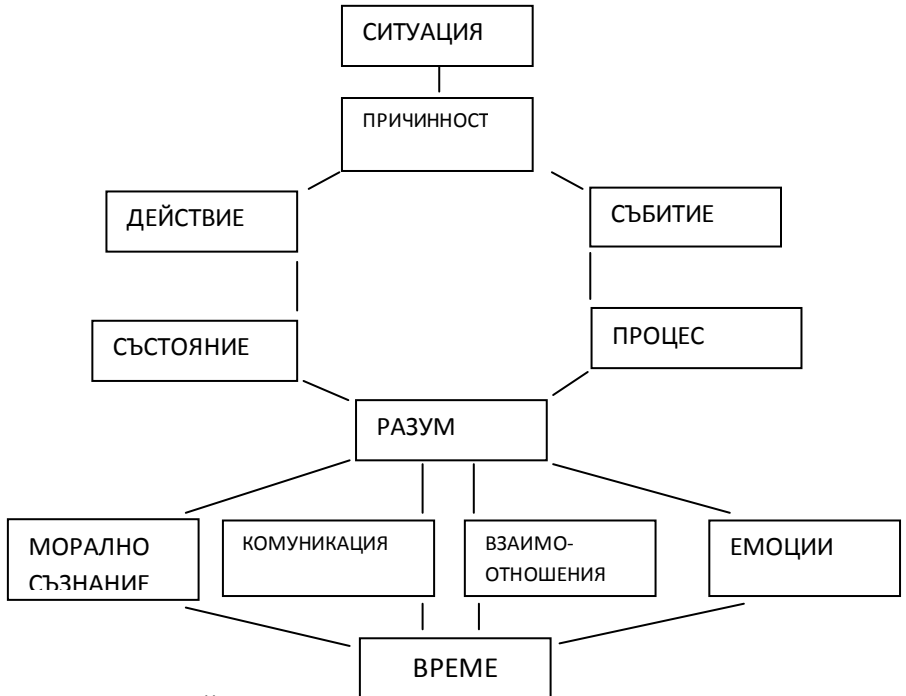 СИТУАЦИЯ
ПРИЧИННОСТ
ДЕЙСТВИЕ
СЪБИТИЕ
СЪСТОЯНИЕ
ПРОЦЕС
РАЗУМ
МОРАЛНО
СЪЗНАНИЕ
КОМУНИКАЦИЯ
ВЗАИМО-
ОТНОШЕНИЯ
ЕМОЦИИ
ВРЕМЕ